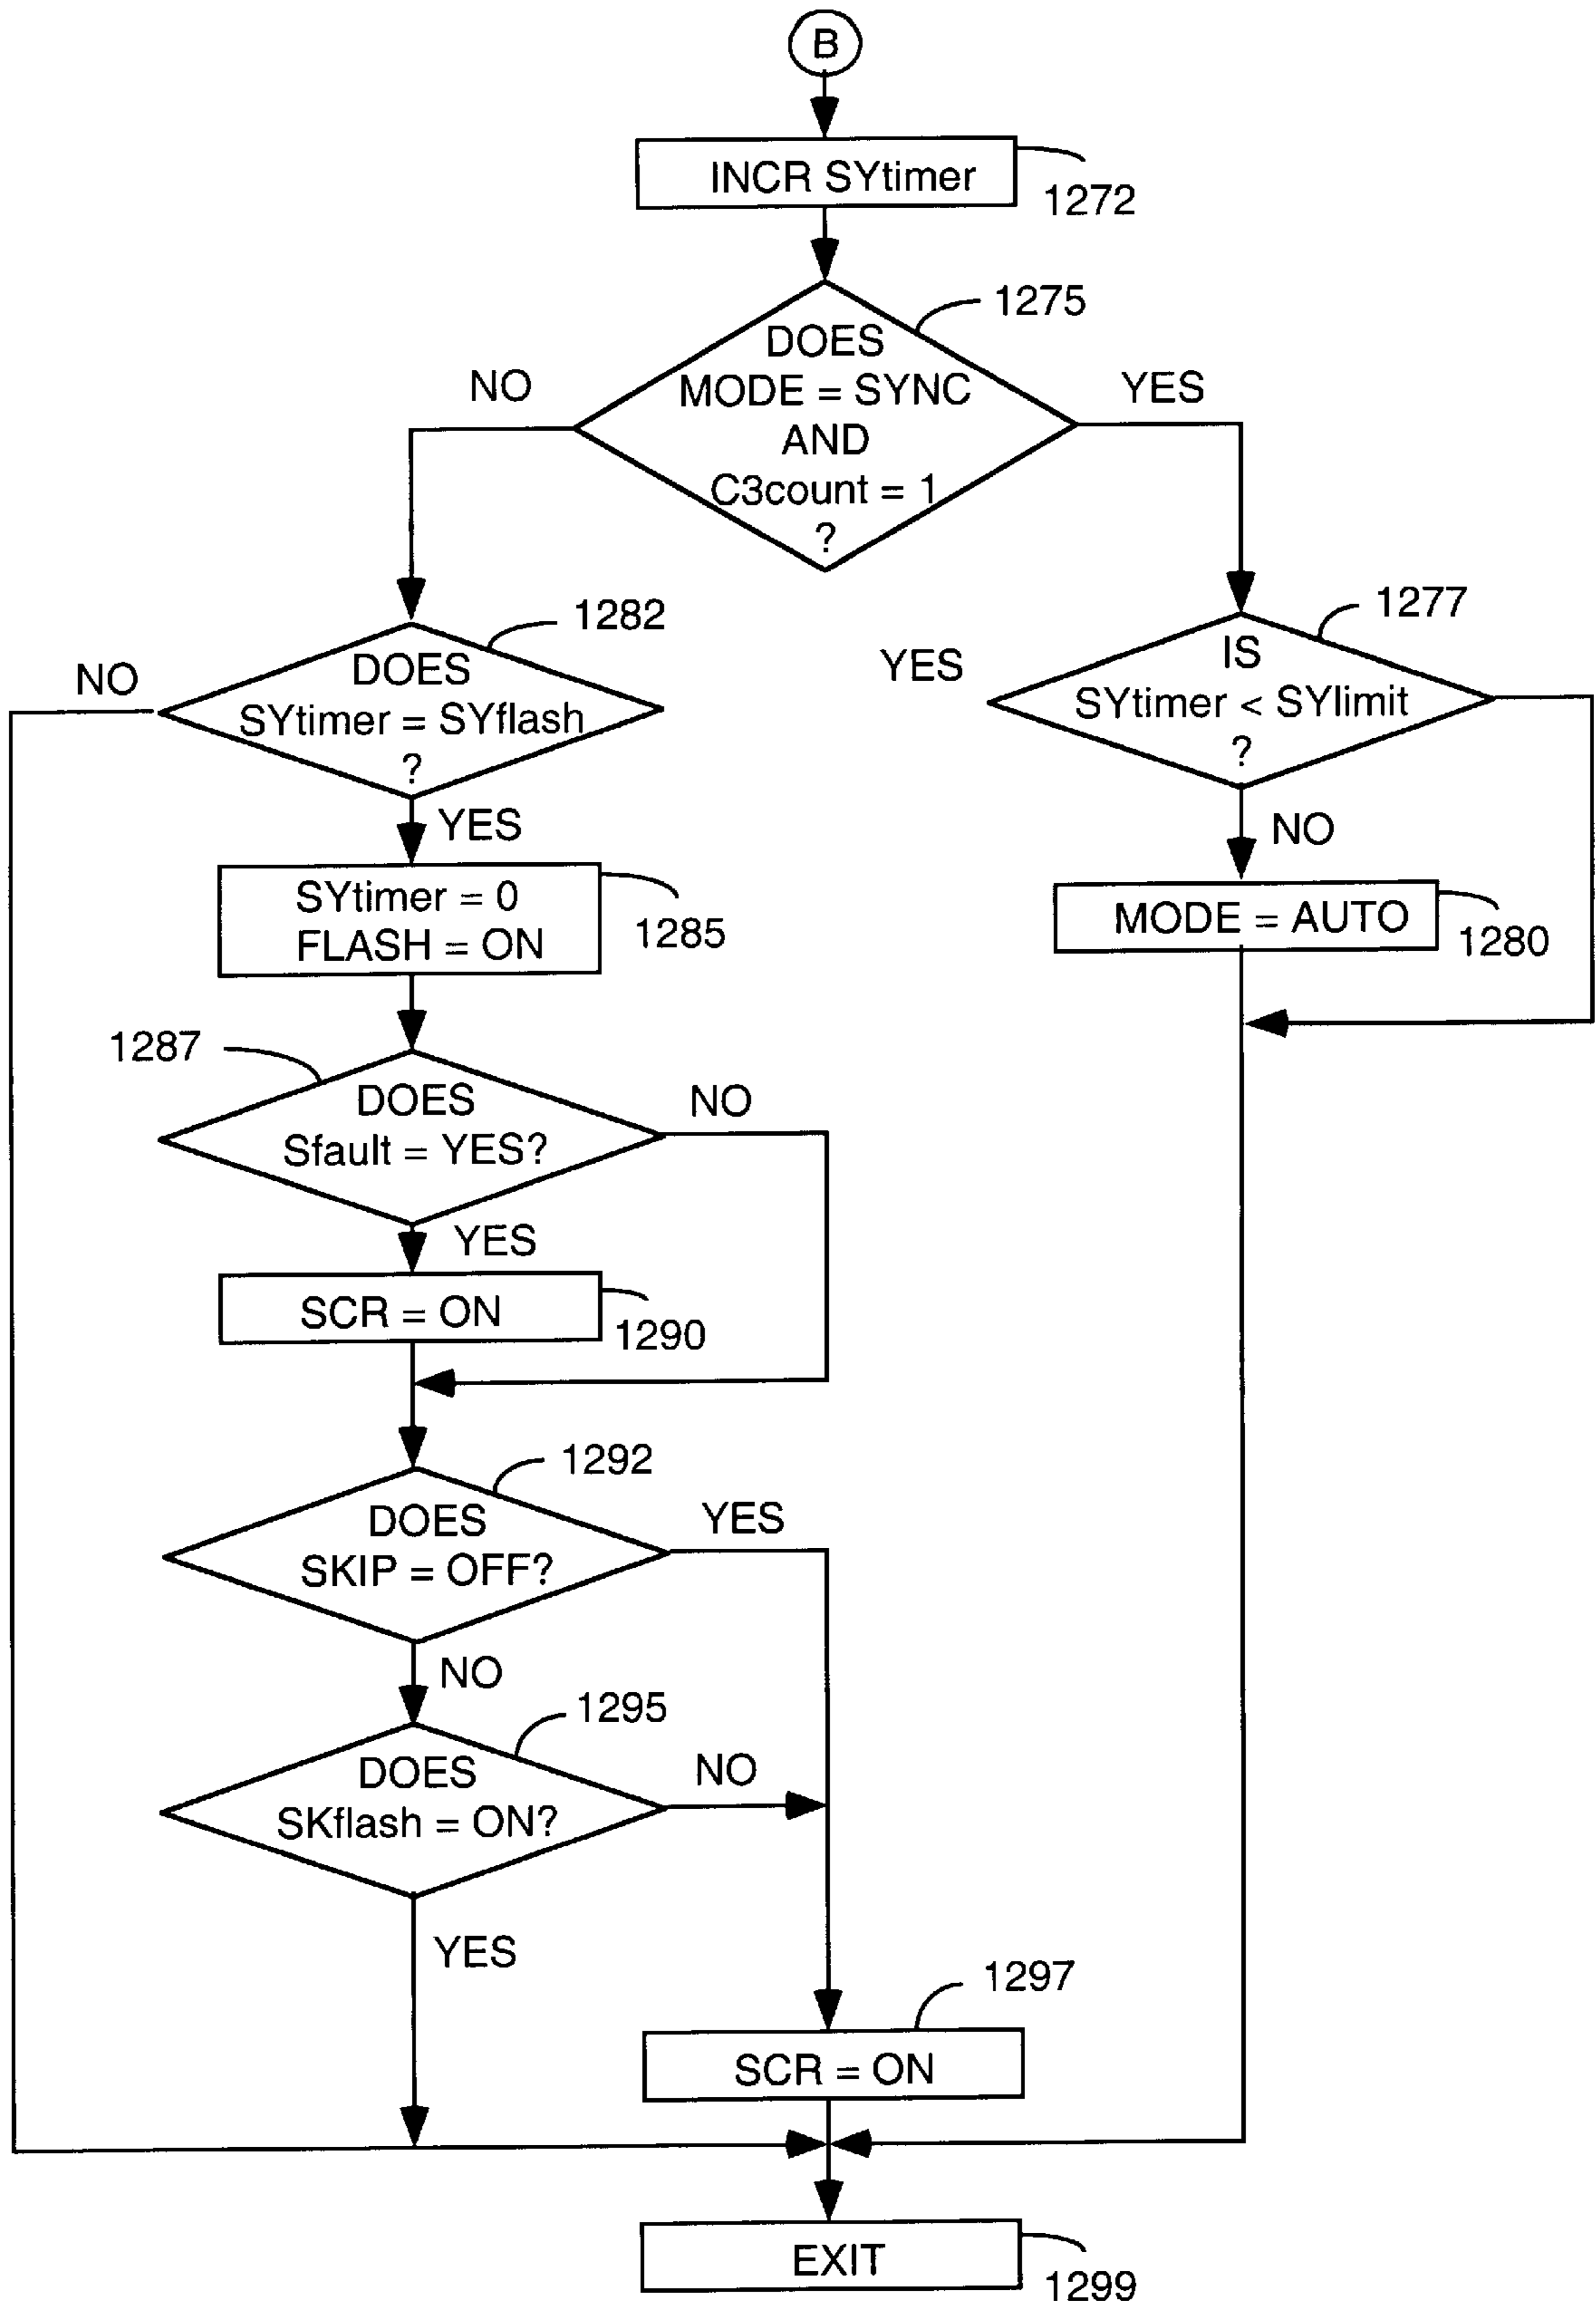 B
INCR SYtimer
1272
1275
DOES
MODE = SYNC
AND
C3count = 1
?
NO
YES
1282
DOES
SYtimer = SYflash
?
NO
YES
1277
IS
SYtimer < SYlimit
?
YES
NO
SYtimer = 0
FLASH = ON
1285
MODE = AUTO
1280
1287
DOES
Sfault = YES?
NO
YES
SCR = ON
1290
1292
DOES
SKIP = OFF?
YES
NO
1295
DOES
SKflash = ON?
NO
YES
1297
SCR = ON
EXIT
1299